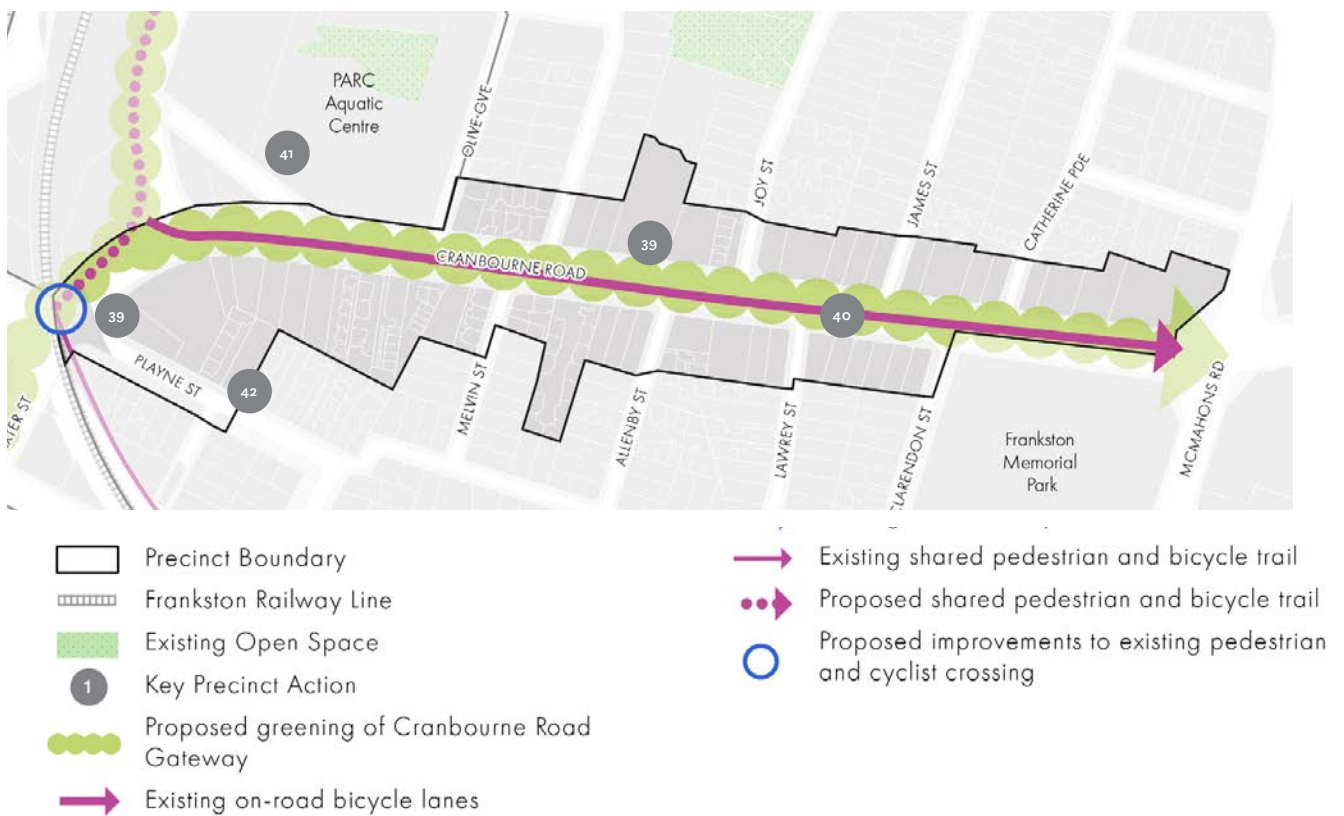 PARC
Aquatic
Centre
OLIVE GVE
41
JOY ST
JAMES ST
CATHERINE PDE
39
CRANBOURNE ROAD
40
39
PLAYNE ST
42
MELVIN ST
ALLENBY ST
LAWREY ST
CLARENDON ST
MCMAHONS RD
Frankston
Memorial
Park
ST
Precinct Boundary
Frankston Railway Line
Existing Open Space
1
Key Precinct Action
Proposed greening of Cranbourne Road
Gateway
Existing on-road bicycle lanes
Existing shared pedestrian and bicycle trail
Proposed shared pedestrian and bicycle trail
Proposed improvements to existing pedestrian
and cyclist crossing